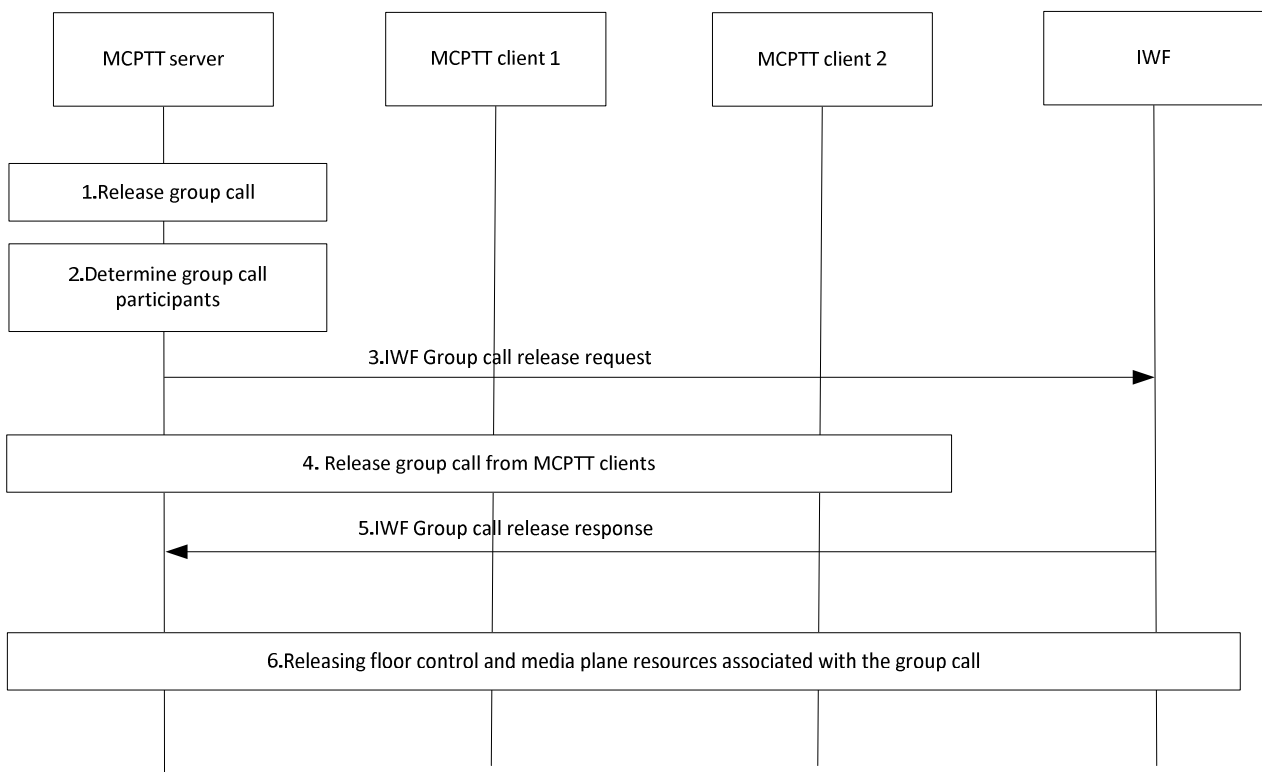 MCPTT server
MCPTT client 1
MCPTT client 2
IWF
1.Release group call
2.Determine group call
participants
3.IWF Group call release request
4. Release group call from MCPTT clients
5.IWF Group call release response
6.Releasing floor control and media plane resources associated with the group call